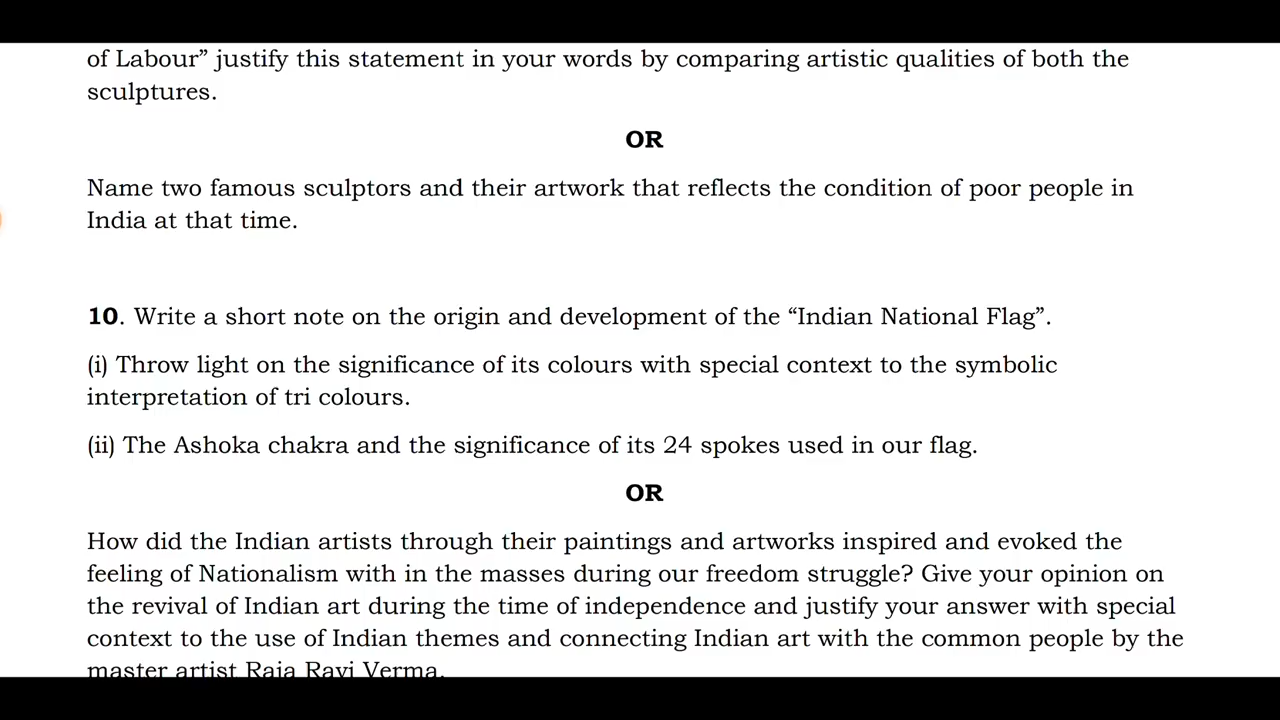 of Labour” justify this statement in your words by comparing artistic qualities of both the
sculptures.
OR
Name two famous sculptors and their artwork that reflects the condition of poor people in
India at that time.
10. Write a short note on the origin and development of the “Indian National Flag”.
(i) Throw light on the significance of its colours with special context to the symbolic
interpretation of tri colours.
(ii) The Ashoka chakra and the significance of its 24 spokes used in our flag.
OR
How did the Indian artists through their paintings and artworks inspired and evoked the
feeling of Nationalism with in the masses during our freedom struggle? Give your opinion on
the revival of Indian art during the time of independence and justify your answer with special
context to the use of Indian themes and connecting Indian art with the common people by the
master artist Raja Ravi Verma.